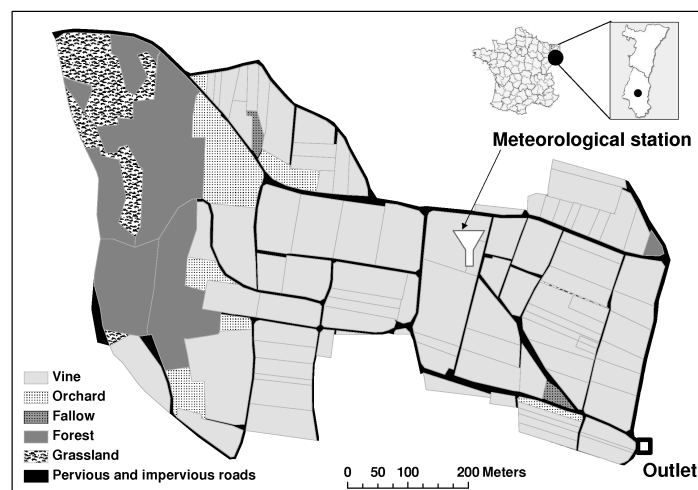 Meteorological station
Vine
Orchard
Fallow
Forest
Grassland
Pervious and impervious roads
0 50 100 200 Meters
Outlet